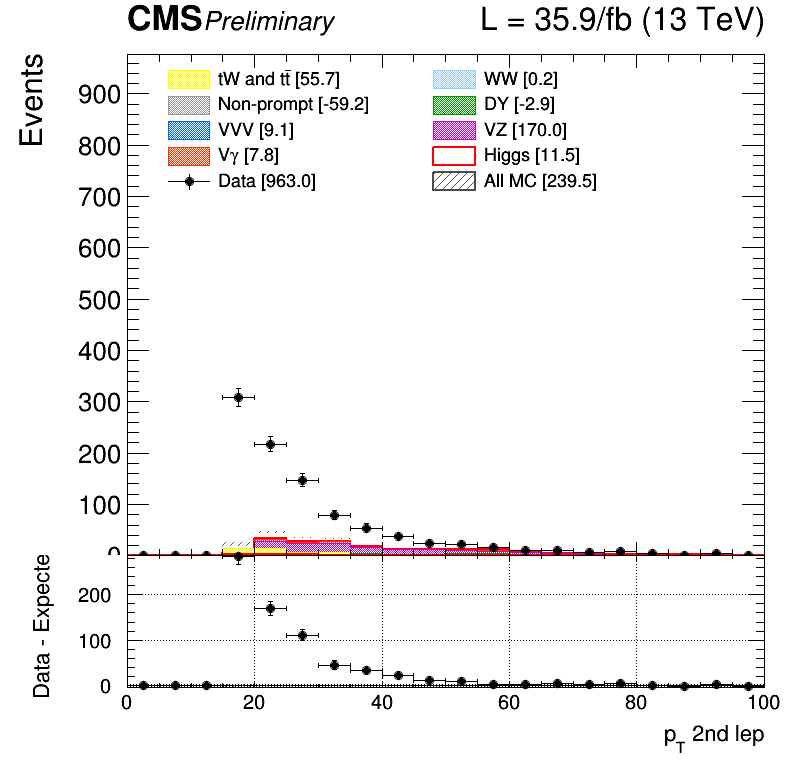 CMS Preliminary L = 35.9/fb (13 TeV)
Events
900
800
700
600
500
400
300
200
100
0
tW and tt̄ [55.7]
Non-prompt [-59.2]
VVV [9.1]
Vγ [7.8]
Data [963.0]
WW [0.2]
DY [-2.9]
VZ [170.0]
Higgs [11.5]
All MC [239.5]
Data - Expecte
200
100
0
0 20 40 60 80 100
pT 2nd lep